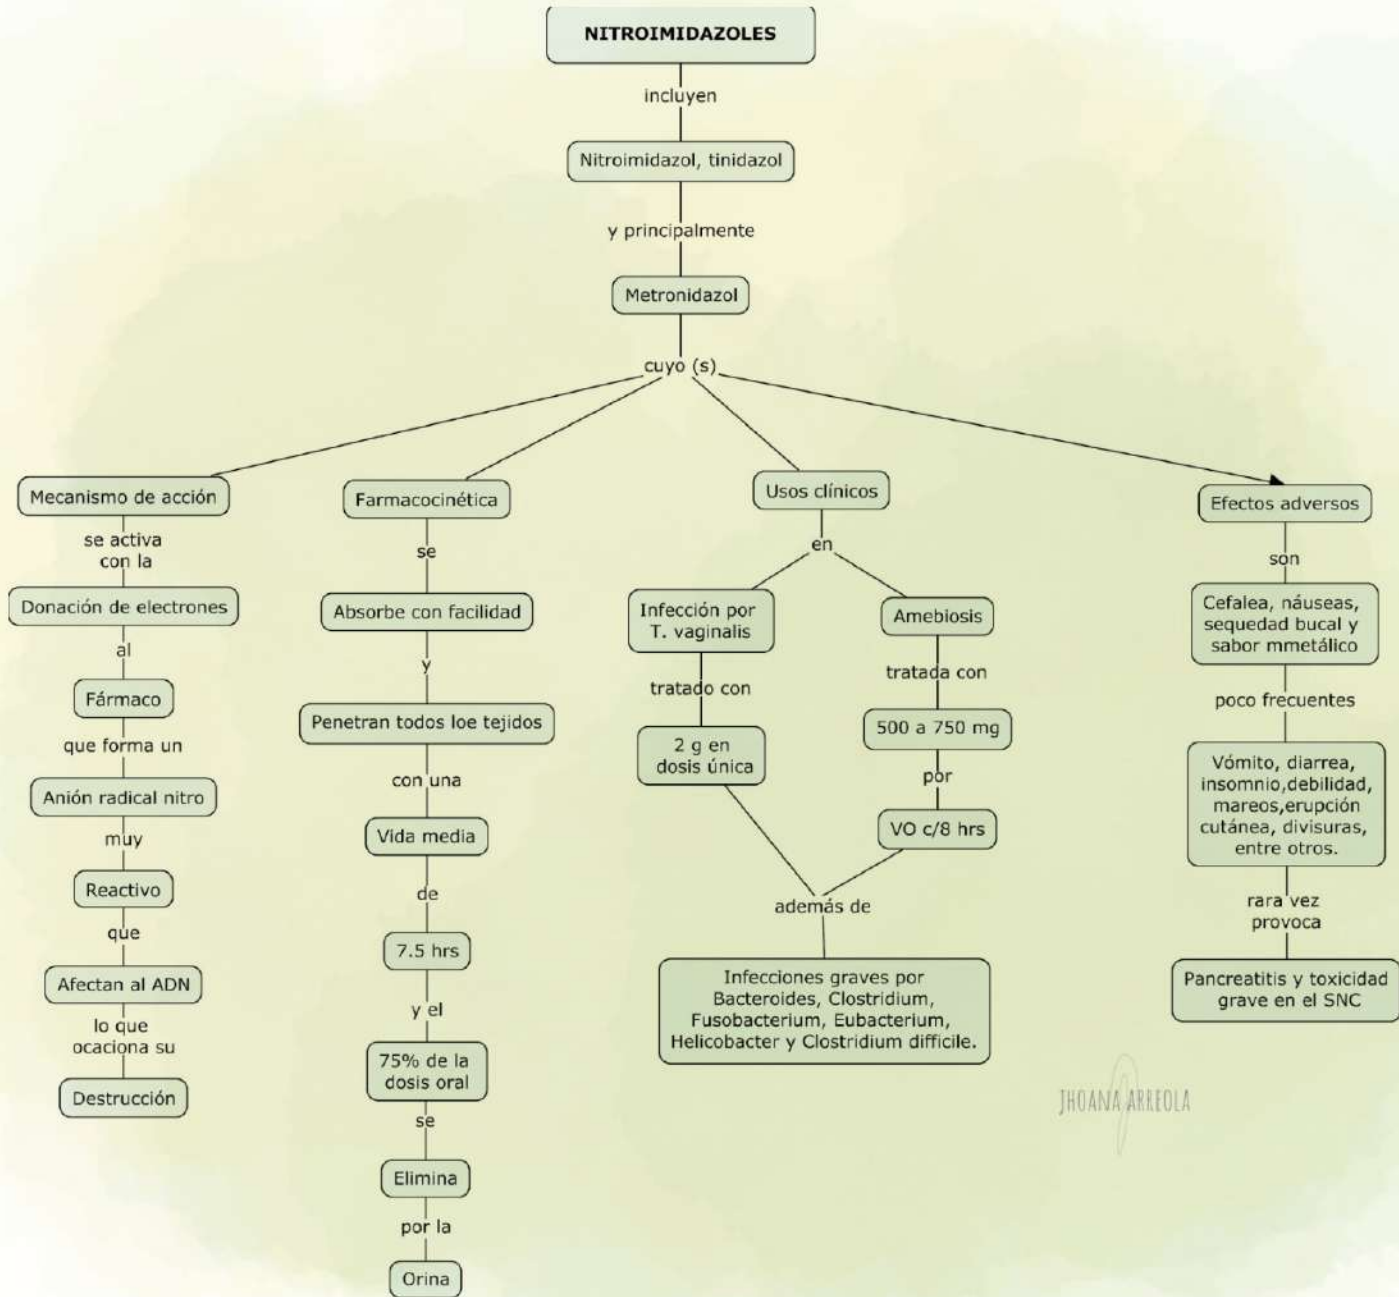 NITROIMIDAZOLES
incluyen
Nitroimidazol, tinidazol
y principalmente
Metronidazol
cuyo (s)
Mecanismo de acción
se activa
con la
Donación de electrones
al
Fármaco
que forma un
Anión radical nitro
muy
Reactivo
que
Afectan al ADN
lo que
ocaciona su
Destrucción
Farmacocinética
se
Absorbe con facilidad
y
Penetran todos loe tejidos
con una
Vida media
de
7.5 hrs
y el
75% de la
dosis oral
se
Elimina
por la
Orina
Usos clínicos
en
Infección por
T. vaginalis
tratado con
2 g en
dosis única
Amebiosis
tratada con
500 a 750 mg
por
VO c/8 hrs
además de
Infecciones graves por
Bacteroides, Clostridium,
Fusobacterium, Eubacterium,
Helicobacter y Clostridium difficile.
Efectos adversos
son
Cefalea, náuseas,
sequedad bucal y
sabor mmetálico
poco frecuentes
Vómito, diarrea,
insomnio,debilidad,
mareos,erupción
cutánea, divisuras,
entre otros.
rara vez
provoca
Pancreatitis y toxicidad
grave en el SNC
JHOANA ARREOLA